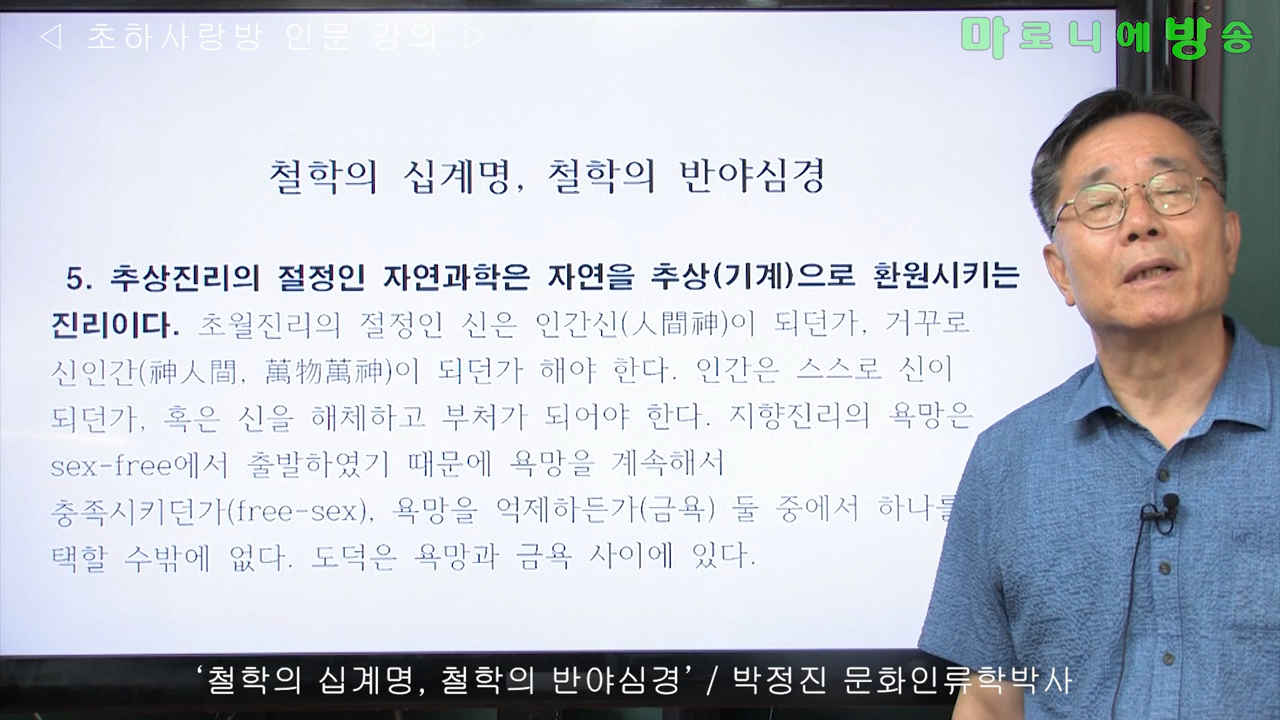 ◁ 초하사랑방 인문 강의 ▷
마로니에방송
철학의 십계명, 철학의 반야심경
5. 추상진리의 절정인 자연과학은 자연을 추상(기계)으로 환원시키는
진리이다. 초월진리의 절정인 신은 인간신(人間神)이 되던가, 거꾸로
신인간(神人間, 萬物萬神)이 되던가 해야 한다. 인간은 스스로 신이
되던가, 혹은 신을 해체하고 부처가 되어야 한다. 지향진리의 욕망은
sex-free에서 출발하였기 때문에 욕망을 계속해서
충족시키던가(free-sex), 욕망을 억제하든가(금욕) 둘 중에서 하나를
택할 수밖에 없다. 도덕은 욕망과 금욕 사이에 있다.
‘철학의 십계명, 철학의 반야심경’ / 박정진 문화인류학박사